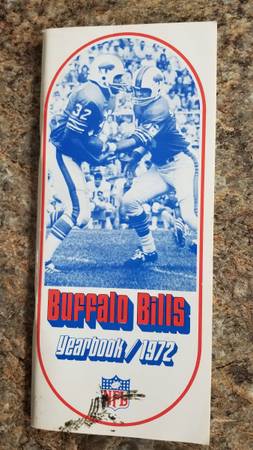 32
Buffalo Bills
Yearbook/1972
NFL